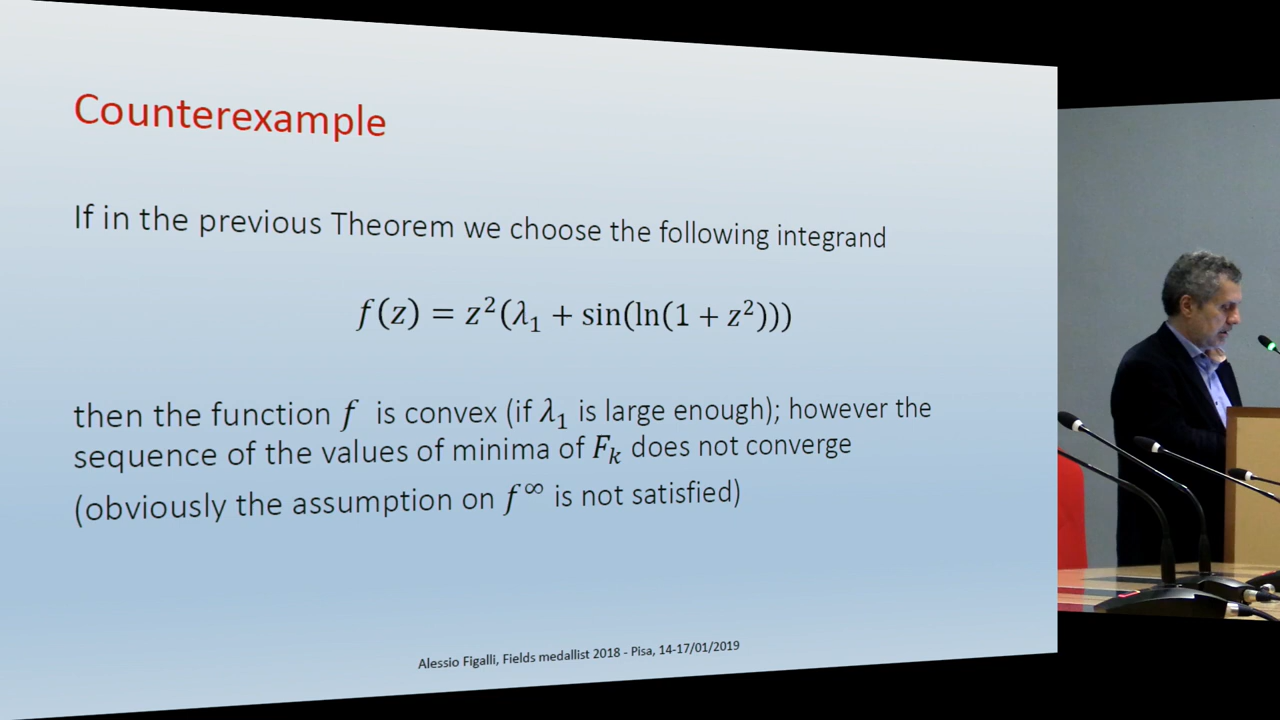 Counterexample
If in the previous Theorem we choose the following integrand
f(z) = z²(λ₁ + sin(ln(1 + z²)))
then the function f is convex (if λ₁ is large enough); however the
sequence of the values of minima of Fₖ does not converge
(obviously the assumption on f^∞ is not satisfied)
Alessio Figalli, Fields medallist 2018 - Pisa, 14-17/01/2019